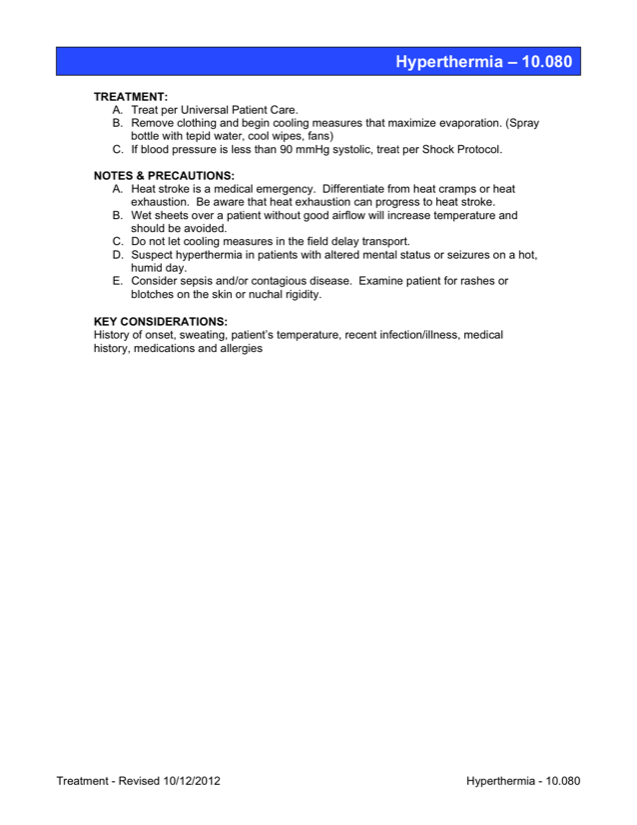 Hyperthermia – 10.080
TREATMENT:
A. Treat per Universal Patient Care.
B. Remove clothing and begin cooling measures that maximize evaporation. (Spray
bottle with tepid water, cool wipes, fans)
C. If blood pressure is less than 90 mmHg systolic, treat per Shock Protocol.
NOTES & PRECAUTIONS:
A. Heat stroke is a medical emergency. Differentiate from heat cramps or heat
exhaustion. Be aware that heat exhaustion can progress to heat stroke.
B. Wet sheets over a patient without good airflow will increase temperature and
should be avoided.
C. Do not let cooling measures in the field delay transport.
D. Suspect hyperthermia in patients with altered mental status or seizures on a hot,
humid day.
E. Consider sepsis and/or contagious disease. Examine patient for rashes or
blotches on the skin or nuchal rigidity.
KEY CONSIDERATIONS:
History of onset, sweating, patient's temperature, recent infection/illness, medical
history, medications and allergies
Treatment - Revised 10/12/2012 Hyperthermia - 10.080